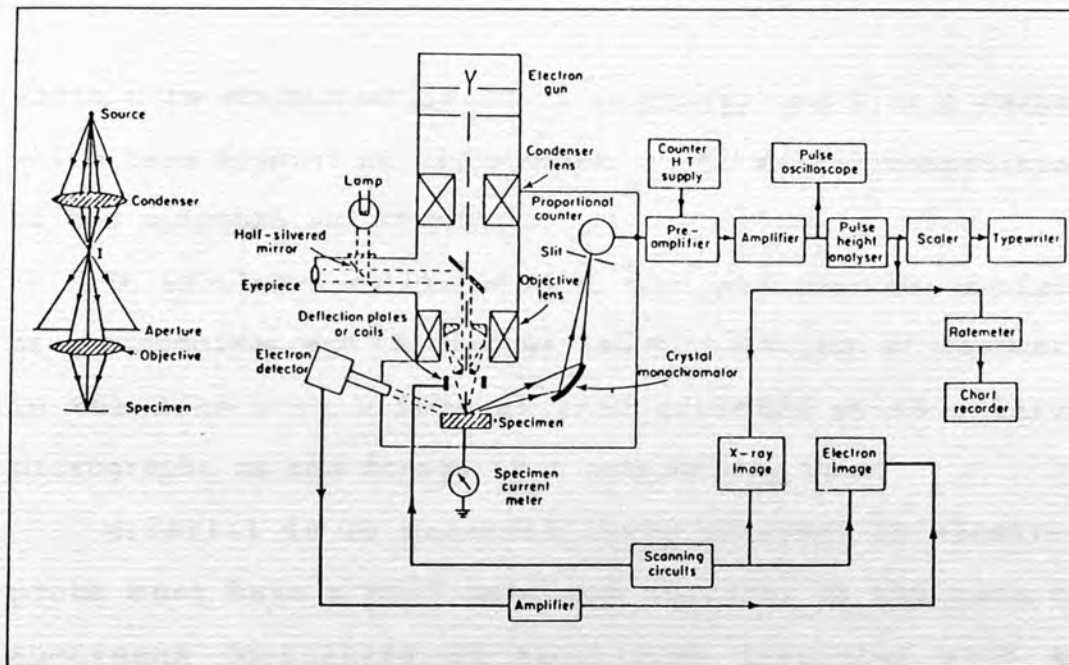 Source
Condenser
I
Aperture
Objective
Specimen
Electron
gun
Condenser
lens
Lamp
Half-silvered
mirror
Eyepiece
Proportional
counter
Slit
Objective
lens
Deflection plates
or coils
Electron
detector
Crystal
monochromator
Specimen
Specimen
current
meter
Counter
H T
supply
Pre-
amplifier
Amplifier
Pulse
oscilloscope
Pulse
height
analyser
Scaler
Typewriter
Ratemeter
Chart
recorder
X-ray
Image
Electron
Image
Scanning
circuits
Amplifier